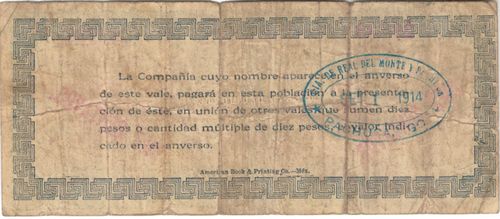 La Compañía cuyo nombre aparece en el anverso
de este vale, pagará en esta población a la presenta-
ción de éste, en unión de otros vales que sumen diez
pesos o cantidad múltiple de diez pesos, el valor indi-
cado en el anverso.
American Book & Printing Co.—Méx.
REAL DEL MONTE Y
1914
PACHUCA